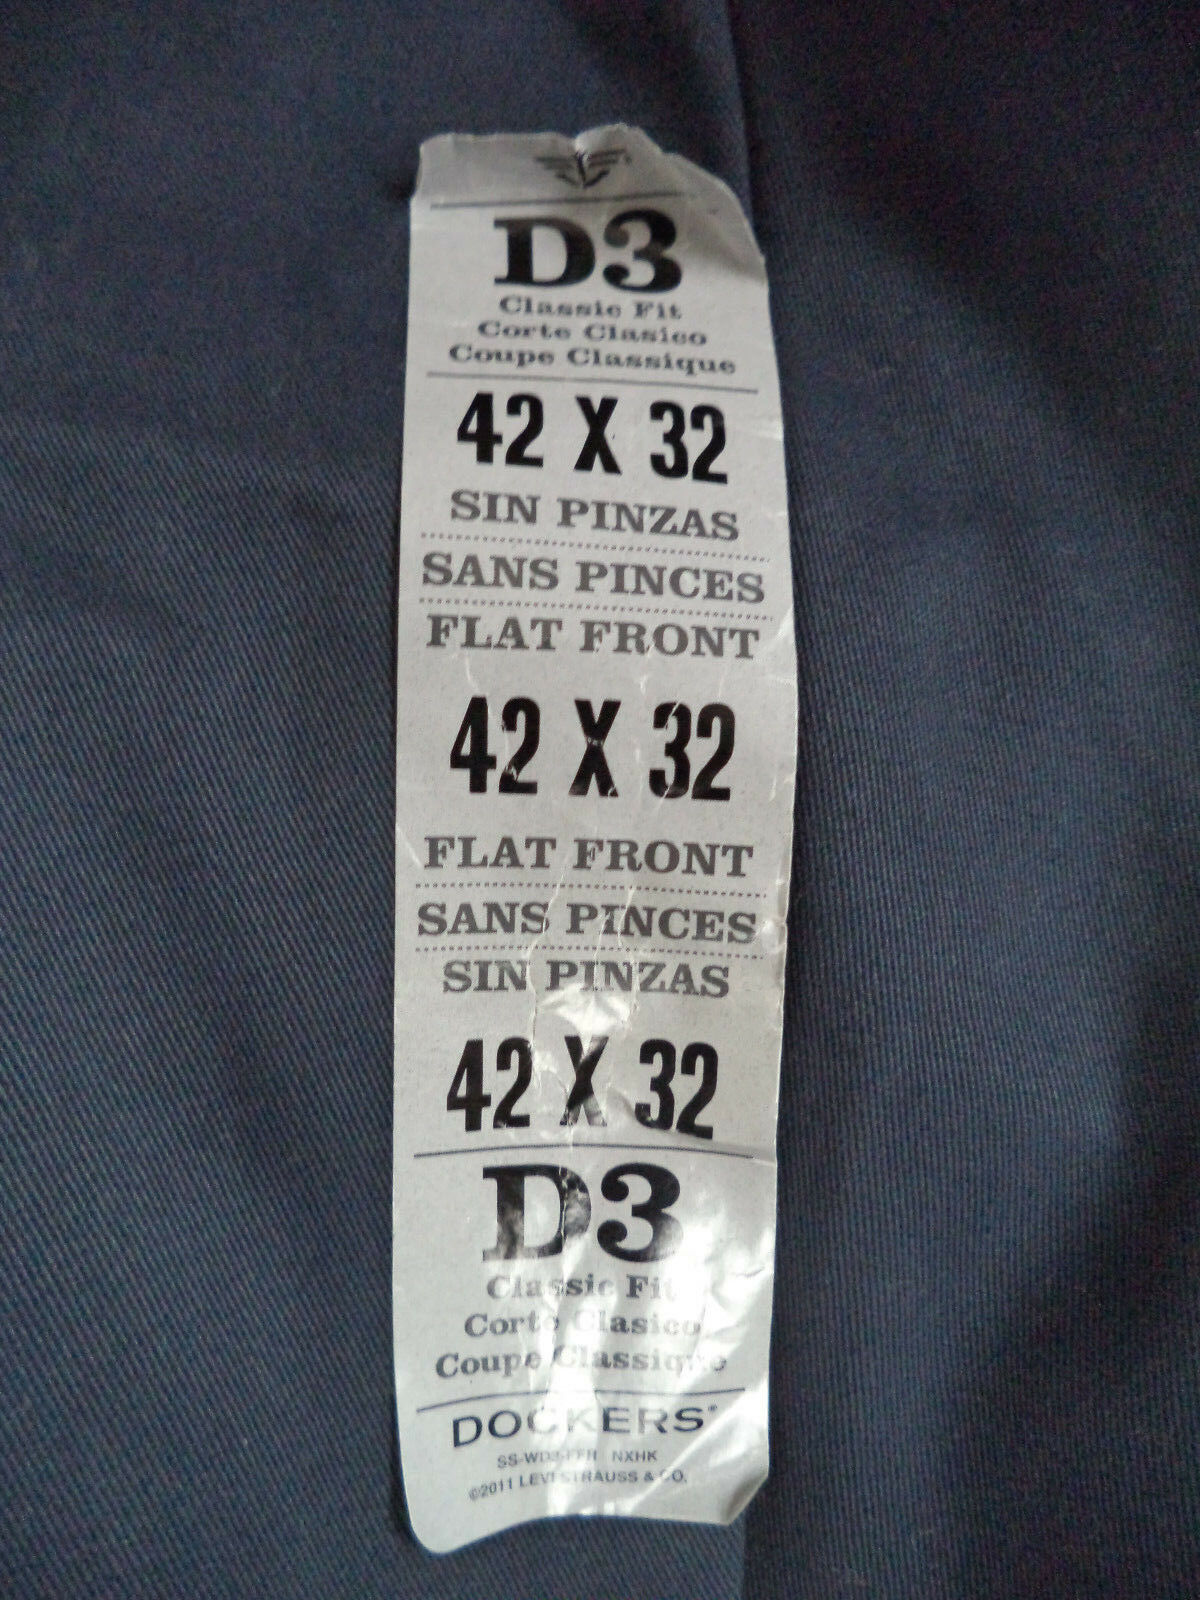 D3
Classic Fit
Corte Clasico
Coupe Classique
42 X 32
SIN PINZAS
SANS PINCES
FLAT FRONT
42 X 32
FLAT FRONT
SANS PINCES
SIN PINZAS
42 X 32
D3
Classic Fit
Corte Clasico
Coupe Classique
DOCKERS®
NXHK
©2011 LEVI STRAUSS & CO.